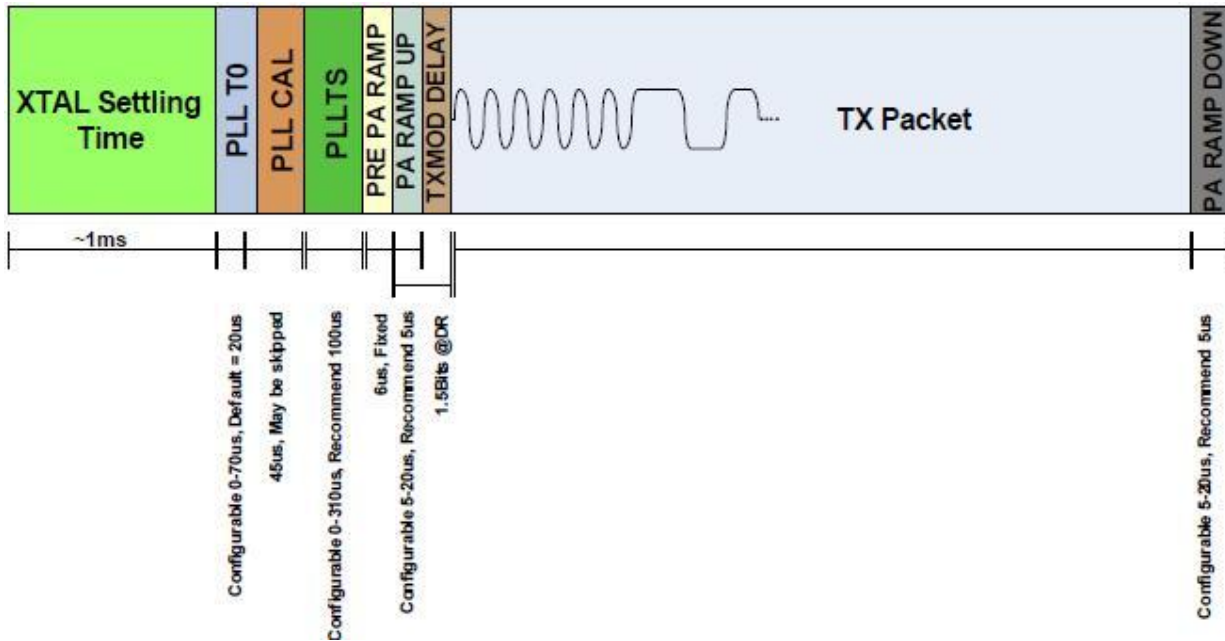 XTAL Settling
Time
PLL T0
PLL CAL
PLLTS
PRE PA RAMP
PA RAMP UP
TXMOD DELAY
TX Packet
PA RAMP DOWN
~1ms
Configurable 0-70us, Default = 20us
45us, May be skipped
Configurable 0-310us, Recommend 100us
6us, Fixed
Configurable 5-20us, Recommend 5us
1.5Bits @DR
Configurable 5-20us, Recommend 5us